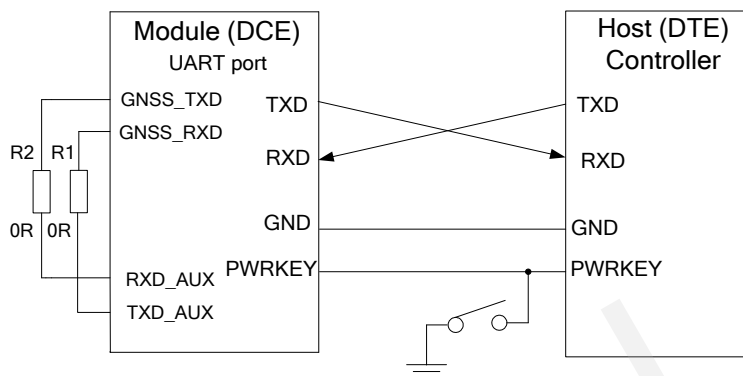 Module (DCE)
UART port
GNSS_TXD
GNSS_RXD
TXD
RXD
GND
PWRKEY
R2
R1
0R
0R
RXD_AUX
TXD_AUX
Host (DTE)
Controller
TXD
RXD
GND
PWRKEY